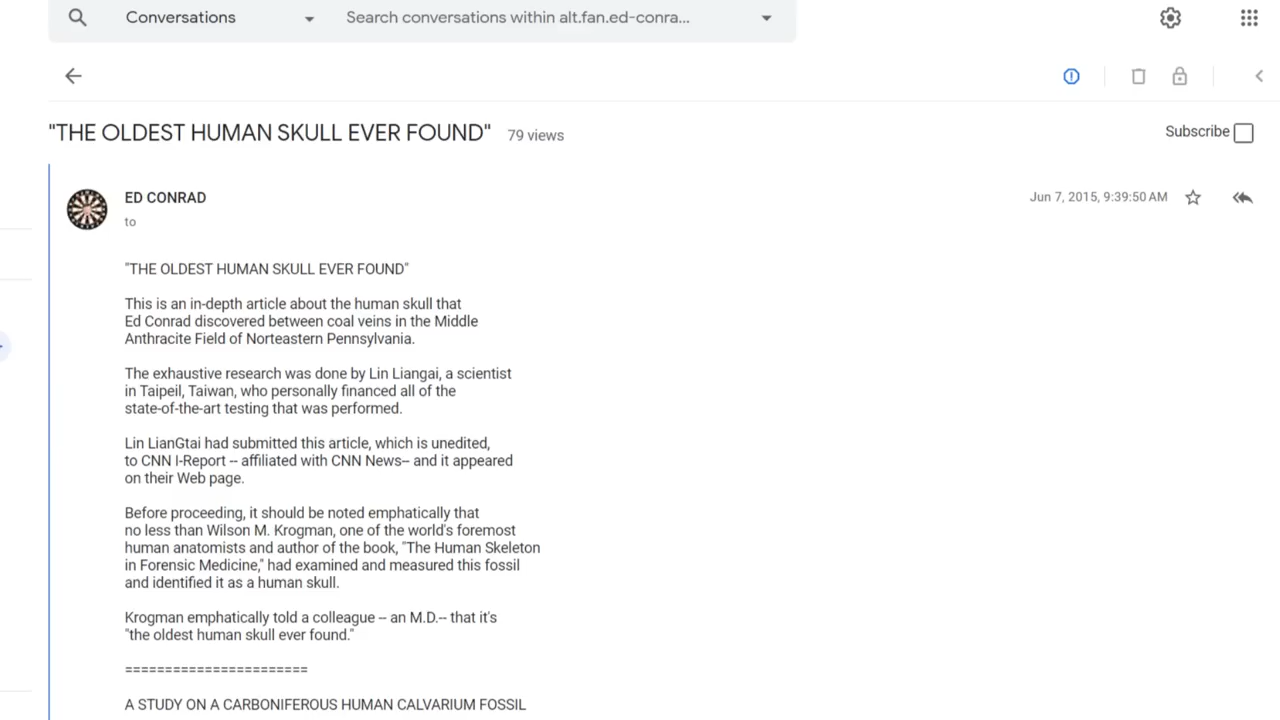 Conversations
Search conversations within alt.fan.ed-conra...
"THE OLDEST HUMAN SKULL EVER FOUND" 79 views
Subscribe
ED CONRAD
Jun 7, 2015, 9:39:50 AM
to
"THE OLDEST HUMAN SKULL EVER FOUND"
This is an in-depth article about the human skull that
Ed Conrad discovered between coal veins in the Middle
Anthracite Field of Norteastern Pennsylvania.
The exhaustive research was done by Lin Liangai, a scientist
in Taipeil, Taiwan, who personally financed all of the
state-of-the-art testing that was performed.
Lin LianGtai had submitted this article, which is unedited,
to CNN I-Report -- affiliated with CNN News-- and it appeared
on their Web page.
Before proceeding, it should be noted emphatically that
no less than Wilson M. Krogman, one of the world's foremost
human anatomists and author of the book, "The Human Skeleton
in Forensic Medicine," had examined and measured this fossil
and identified it as a human skull.
Krogman emphatically told a colleague -- an M.D.-- that it's
"the oldest human skull ever found."
=======================
A STUDY ON A CARBONIFEROUS HUMAN CALVARIUM FOSSIL